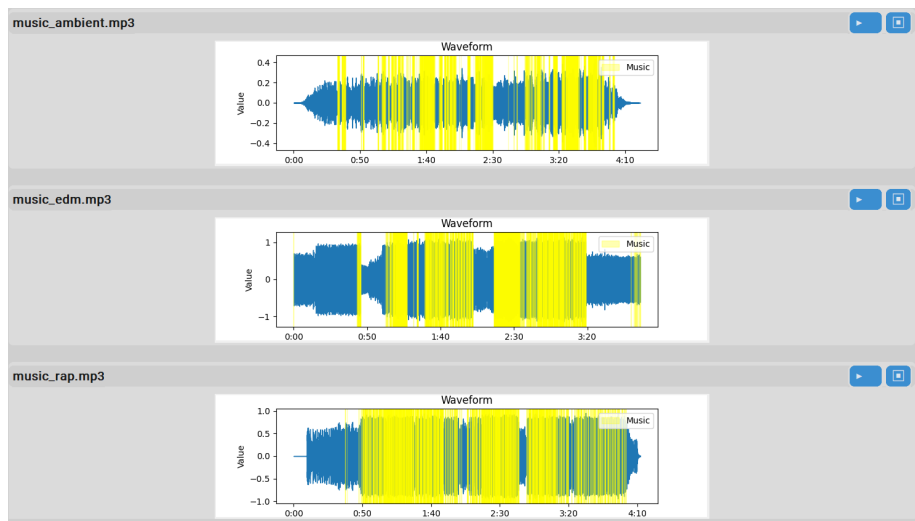 music_ambient.mp3
Waveform
Music
0.4
0.2
0.0
−0.2
−0.4
Value
0:00 0:50 1:40 2:30 3:20 4:10
music_edm.mp3
Waveform
Music
1
0
−1
Value
0:00 0:50 1:40 2:30 3:20
music_rap.mp3
Waveform
Music
1.0
0.5
0.0
−0.5
−1.0
Value
0:00 0:50 1:40 2:30 3:20 4:10